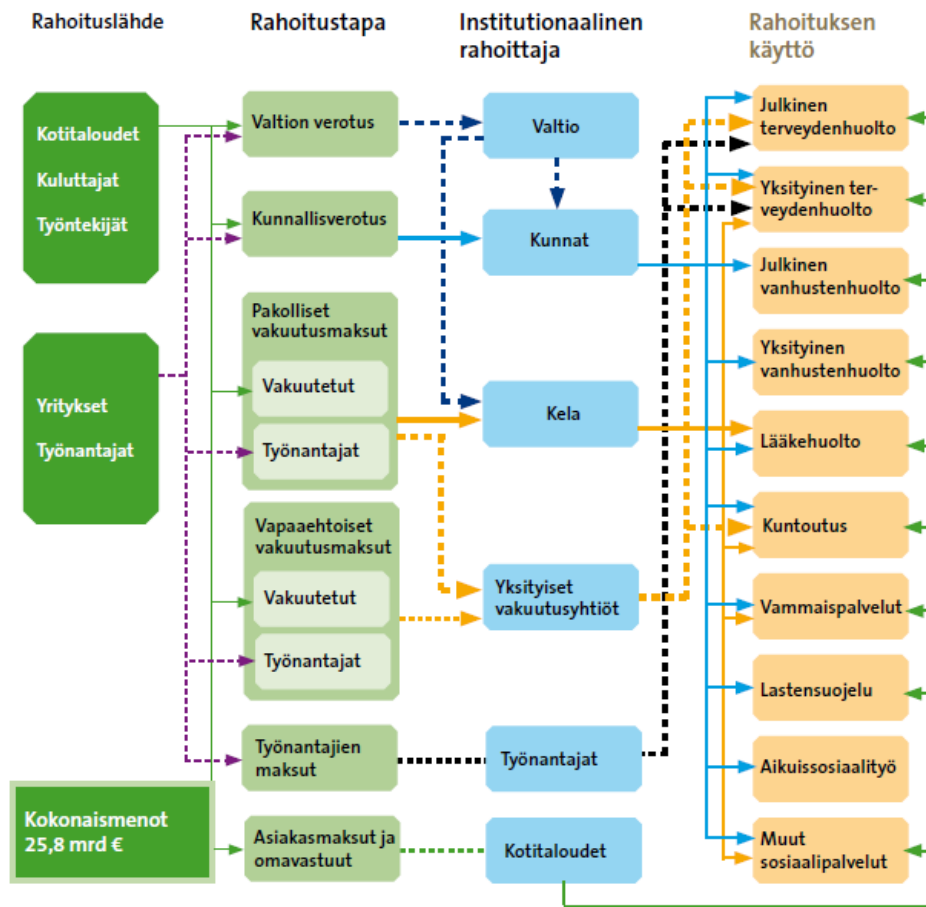 Rahoituslähde
Rahoitustapa
Institutionaalinen
rahoittaja
Rahoituksen
käyttö
Kotitaloudet
Kuluttajat
Työntekijät
Yritykset
Työnantajat
Kokonaismenot
25,8 mrd €
Valtion verotus
Kunnallisverotus
Pakolliset
vakuutusmaksut
Vakuutetut
Työnantajat
Vapaaehtoiset
vakuutusmaksut
Vakuutetut
Työnantajat
Työnantajien
maksut
Asiakasmaksut ja
omavastuut
Valtio
Kunnat
Kela
Yksityiset
vakuutusyhtiöt
Työnantajat
Kotitaloudet
Julkinen
terveydenhuolto
Yksityinen ter-
veydenhuolto
Julkinen
vanhustenhuolto
Yksityinen
vanhustenhuolto
Lääkehuolto
Kuntoutus
Vammaispalvelut
Lastensuojelu
Aikuissosiaalityö
Muut
sosiaalipalvelut